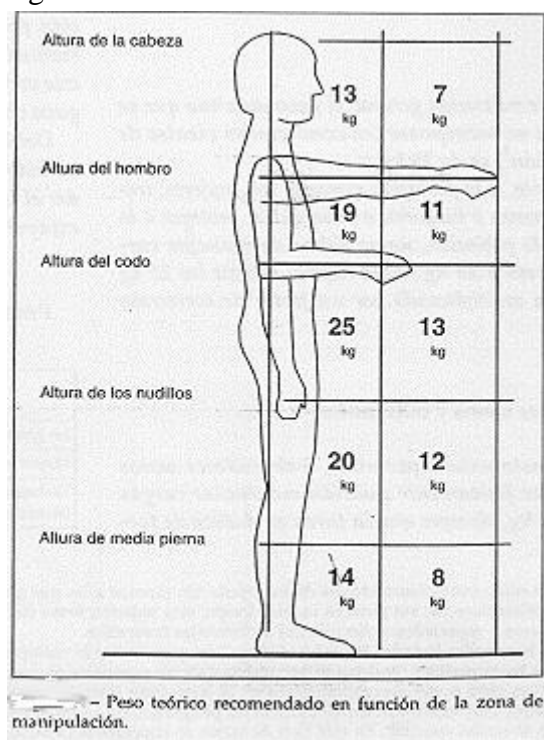 Altura de la cabeza
13 kg 7 kg
Altura del hombro
19 kg 11 kg
Altura del codo
25 kg 13 kg
Altura de los nudillos
20 kg 12 kg
Altura de media pierna
14 kg 8 kg
– Peso teórico recomendado en función de la zona de
manipulación.